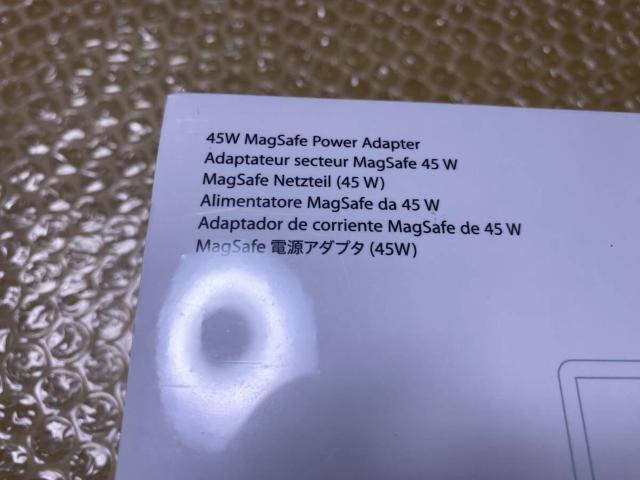 45W MagSafe Power Adapter
Adaptateur secteur MagSafe 45 W
MagSafe Netzteil (45 W)
Alimentatore MagSafe da 45 W
Adaptador de corriente MagSafe de 45 W
MagSafe 電源アダプタ (45W)